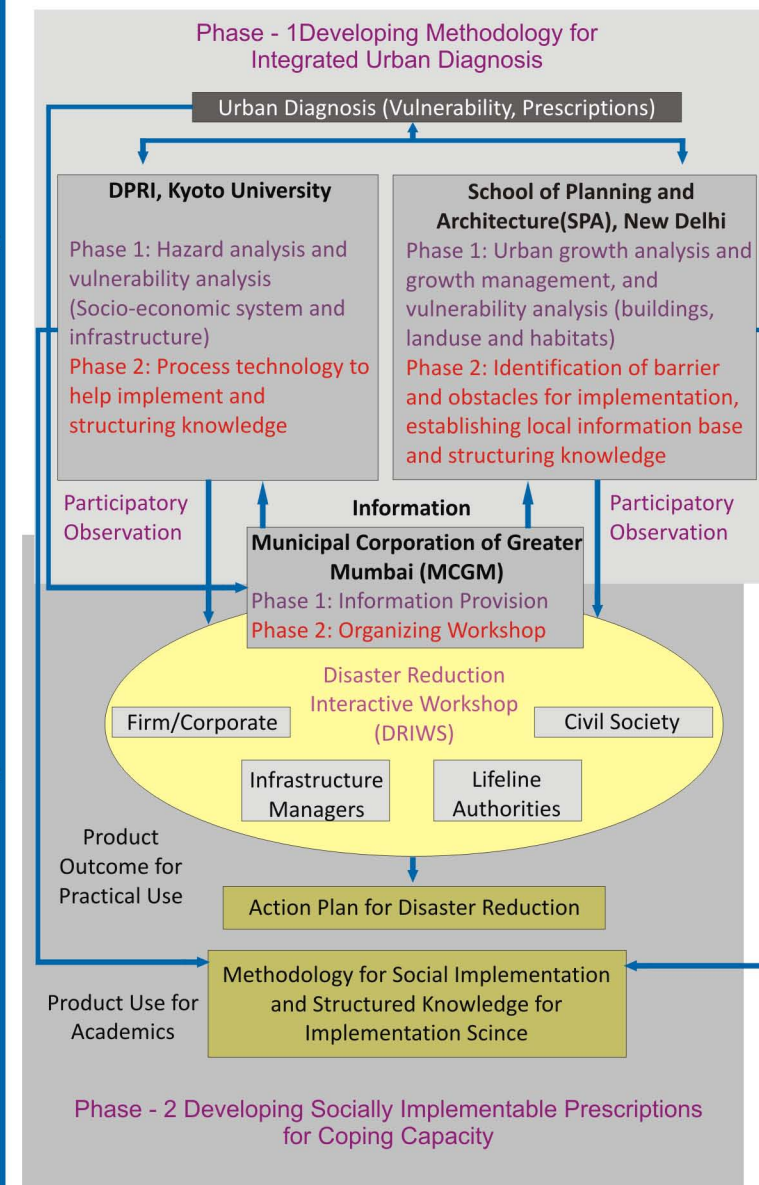 Phase - 1Developing Methodology for
Integrated Urban Diagnosis
Urban Diagnosis (Vulnerability, Prescriptions)
DPRI, Kyoto University
Phase 1: Hazard analysis and
vulnerability analysis
(Socio-economic system and
infrastructure)
Phase 2: Process technology to
help implement and
structuring knowledge
School of Planning and
Architecture(SPA), New Delhi
Phase 1: Urban growth analysis and
growth management, and
vulnerability analysis (buildings,
landuse and habitats)
Phase 2: Identification of barrier
and obstacles for implementation,
establishing local information base
and structuring knowledge
Participatory
Observation
Information
Participatory
Observation
Municipal Corporation of Greater
Mumbai (MCGM)
Phase 1: Information Provision
Phase 2: Organizing Workshop
Disaster Reduction
Interactive Workshop
(DRIWS)
Firm/Corporate
Civil Society
Infrastructure
Managers
Lifeline
Authorities
Product
Outcome for
Practical Use
Action Plan for Disaster Reduction
Methodology for Social Implementation
and Structured Knowledge for
Implementation Scince
Product Use for
Academics
Phase - 2 Developing Socially Implementable Prescriptions
for Coping Capacity